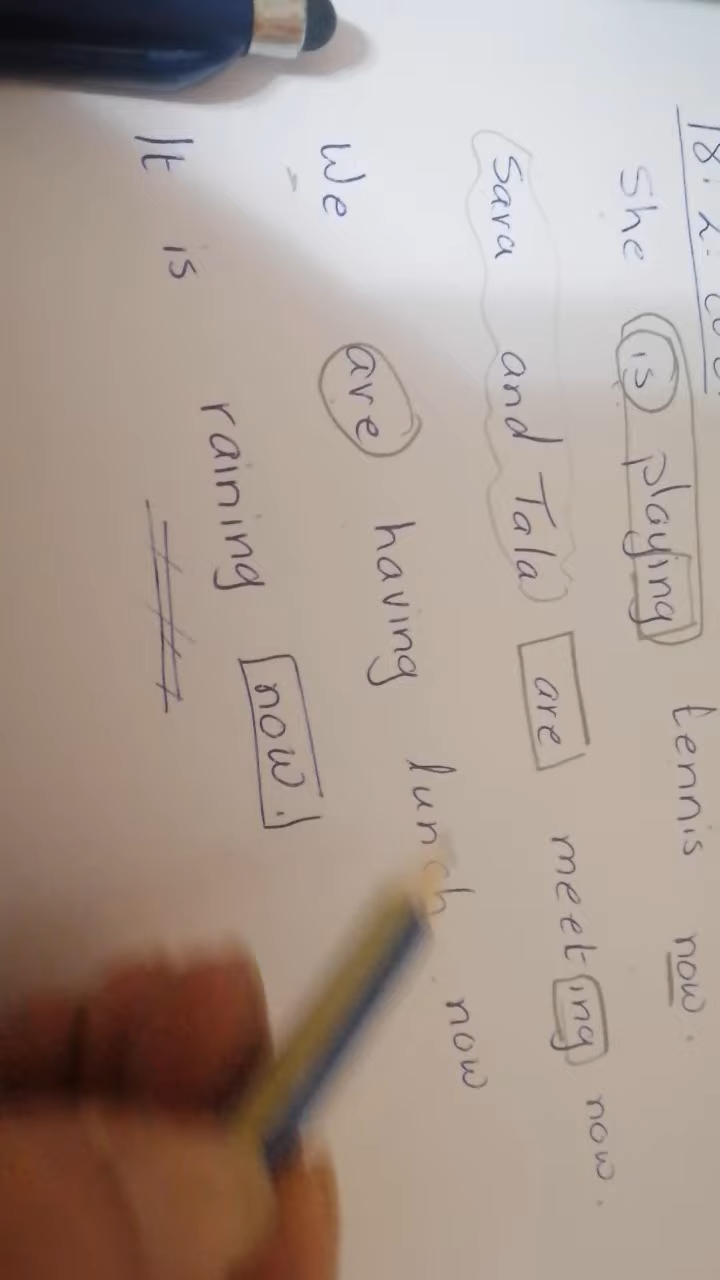 She is playing tennis now.
Sara and Tala are meeting now.
We are having lunch now
It is raining now.